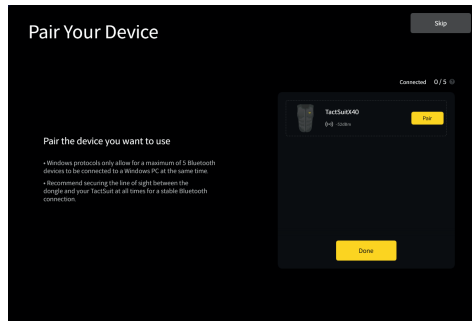 Pair Your Device
Skip
Connected 0 / 5
TactSuitX40
Pair
Pair the device you want to use
• Windows protocols only allow for a maximum of 5 Bluetooth
devices to be connected to a Windows PC at the same time.
• Recommend securing the line of sight between the
dongle and your TactSuit at all times for a stable Bluetooth
connection.
Done